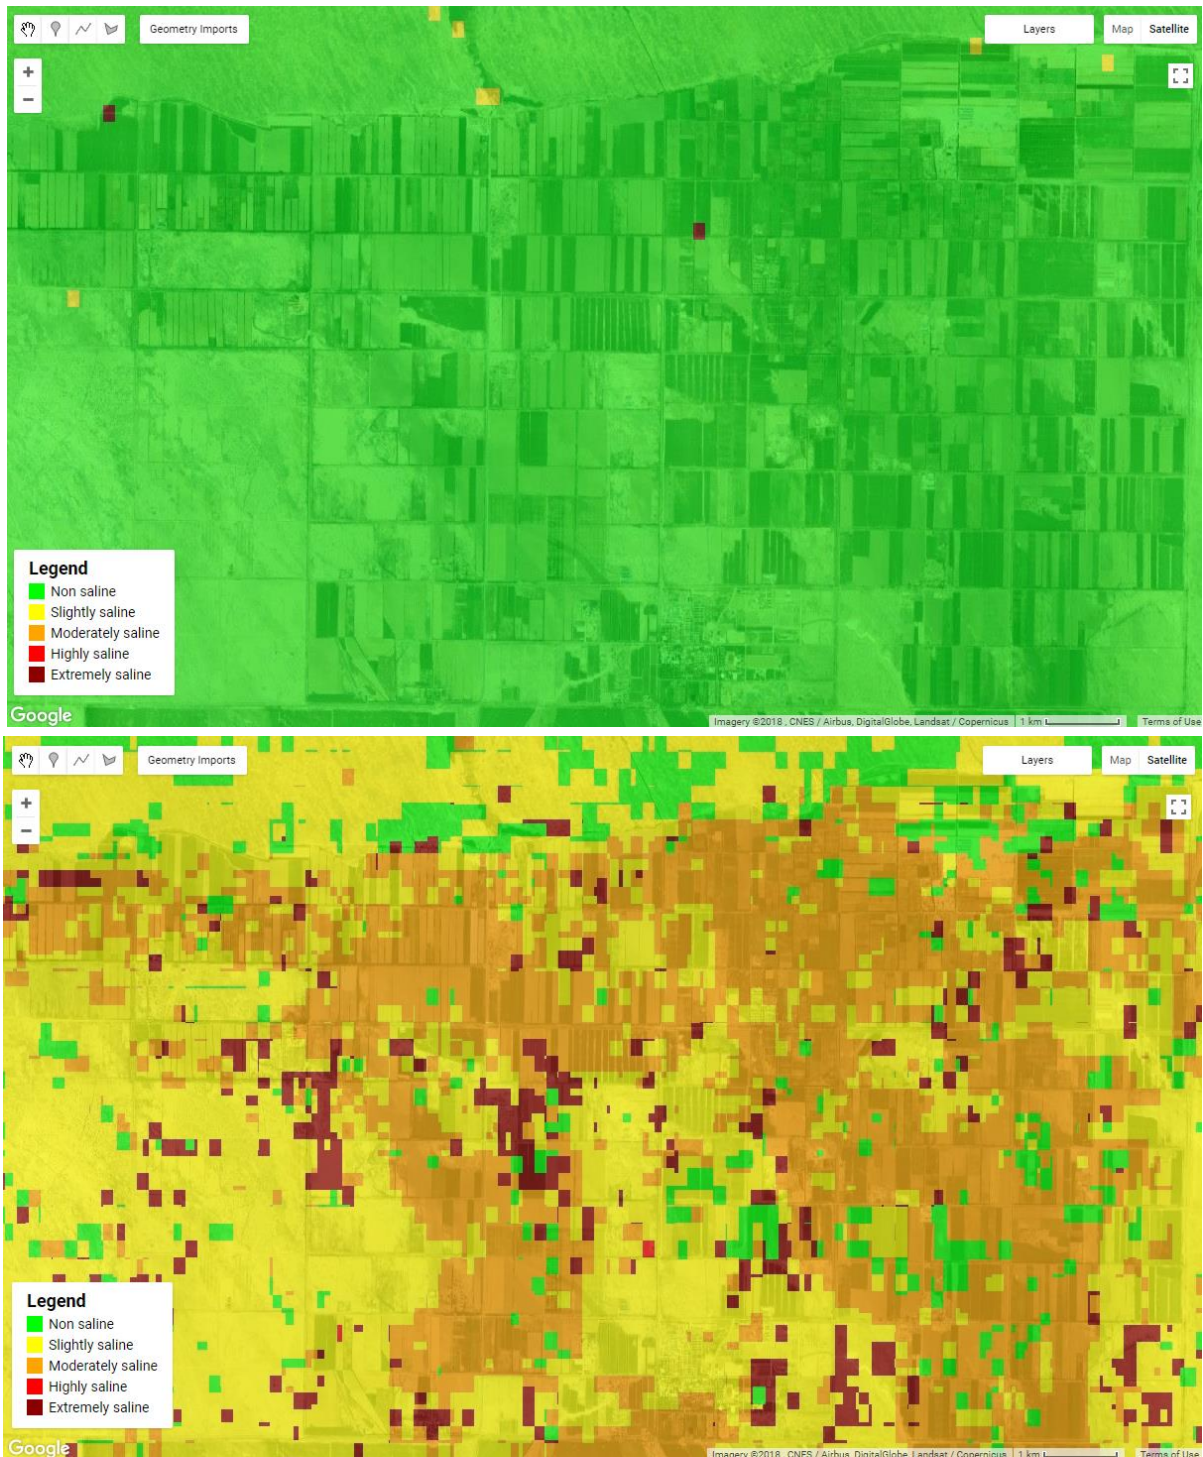 Geometry Imports
Layers
Map Satellite
+
−
Legend
Non saline
Slightly saline
Moderately saline
Highly saline
Extremely saline
Google
Imagery ©2018 , CNES / Airbus, DigitalGlobe, Landsat / Copernicus 1 km Terms of Use
Geometry Imports
Layers
Map Satellite
+
−
Legend
Non saline
Slightly saline
Moderately saline
Highly saline
Extremely saline
Google
Imagery ©2018 , CNES / Airbus, DigitalGlobe, Landsat / Copernicus 1 km Terms of Use